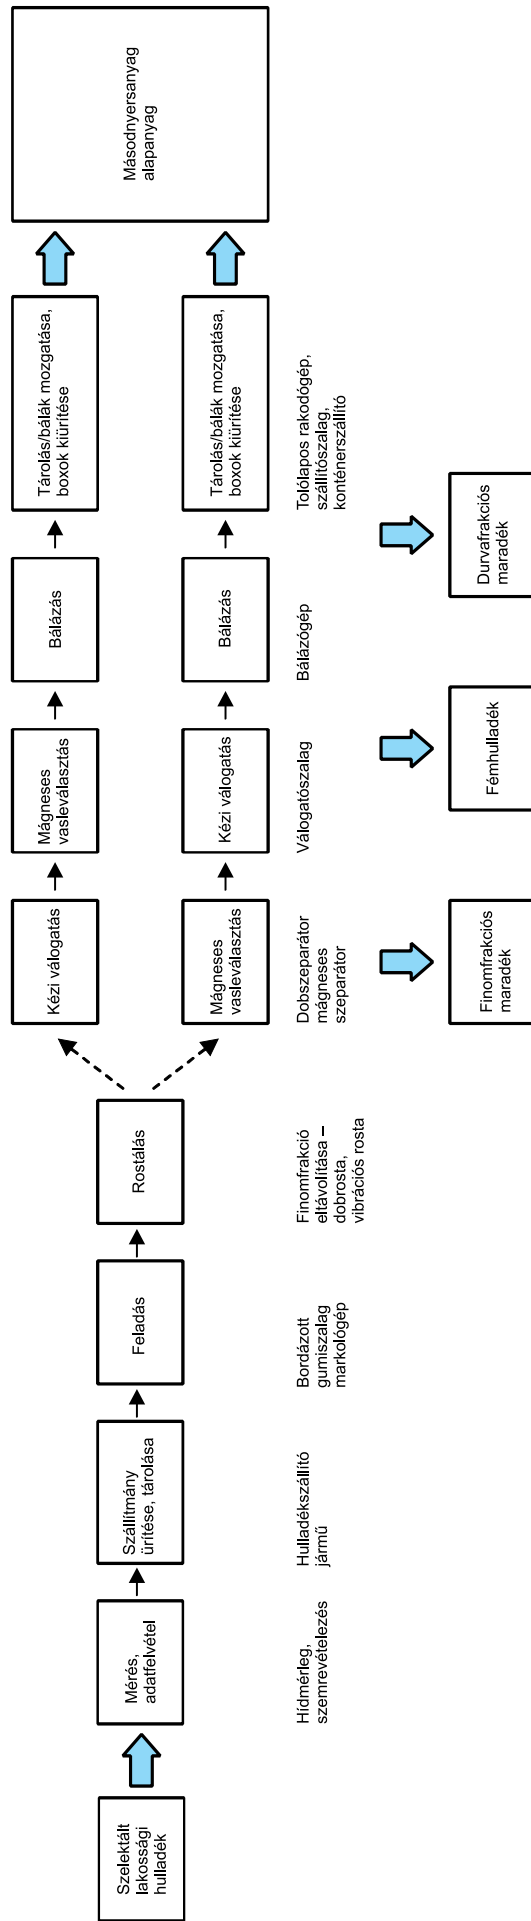 Szelektált
lakossági
hulladék
Mérés,
adatfelvétel
Szállítmány
ürítése, tárolása
Feladás
Rostálás
Kézi válogatás
Mágneses
vasleválasztás
Bálázás
Tárolás/bálák mozgatása,
boxok kiürítése
Mágneses
vasleválasztás
Kézi válogatás
Bálázás
Tárolás/bálák mozgatása,
boxok kiürítése
Másodnyersanyag
alapanyag
Hídmérleg,
szemrevételezés
Hulladékszállító
jármű
Bordázott
gumiszalag
markológép
Finomfrakció
eltávolítása –
dobrosta,
vibrációs rosta
Dobszeparátor
mágneses
szeparátor
Válogatószalag
Bálázógép
Tolólapos rakodógép,
szállítószalag,
konténerszállító
Finomfrakciós
maradék
Fémhulladék
Durvafrakciós
maradék